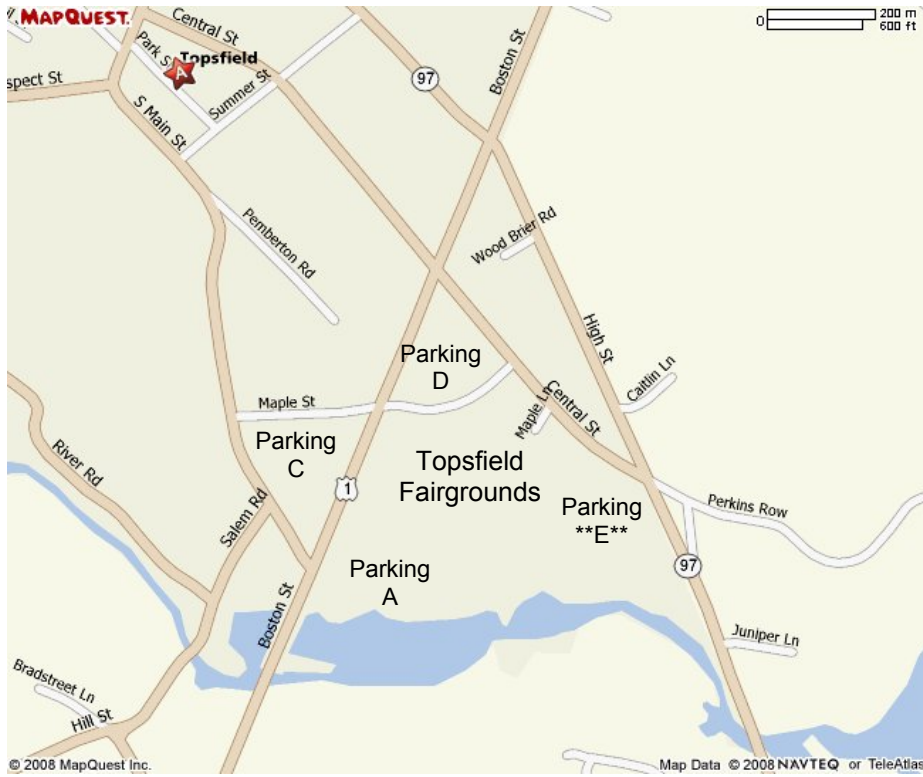 MAPQUEST.
Central St
0 200 m
600 ft
Park St
A
Topsfield
97
Boston St
spect St
Summer St
S Main St
Wood Brier Rd
Pemberton Rd
High St
Parking
D
Caitlin Ln
Maple St
Maple Ln
Central St
Parking
C
Topsfield
Fairgrounds
River Rd
1
Salem Rd
Parking
**E**
Perkins Row
Parking
A
97
Boston St
Juniper Ln
Bradstreet Ln
Hill St
© 2008 MapQuest Inc.
Map Data © 2008 NAVTEQ or TeleAtlas